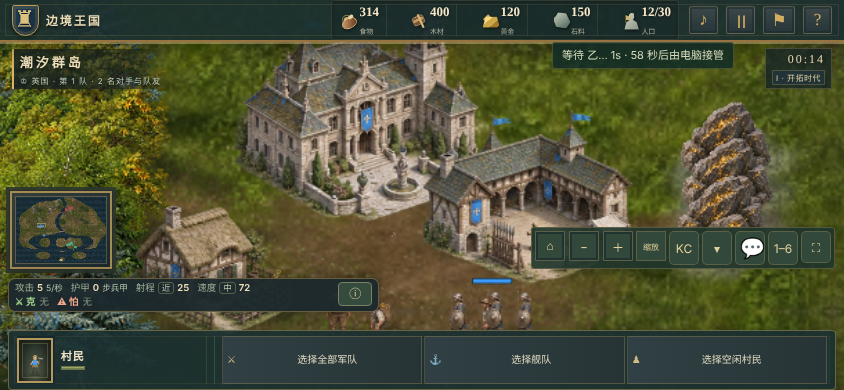 边境王国
314
食物
400
木材
120
黄金
150
石料
12/30
人口
?
潮汐群岛
英国 · 第 1 队 · 2 名对手与队友
等待 乙... 1s · 58 秒后由电脑接管
00:14
I · 开拓时代
缩放
KC
1–6
攻击 5 5/秒 护甲 0 步兵甲 射程 近 25 速度 中 72
克 无 怕 无
村民
选择全部军队
选择舰队
选择空闲村民